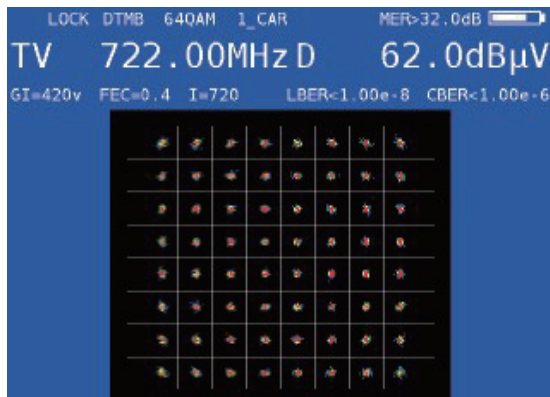 LOCK DTMB 64QAM 1_CAR MER>32.0dB
TV 722.00MHz D 62.0dBμV
GI=420v FEC=0.4 I=720 LBER<1.00e-8 CBER<1.00e-6